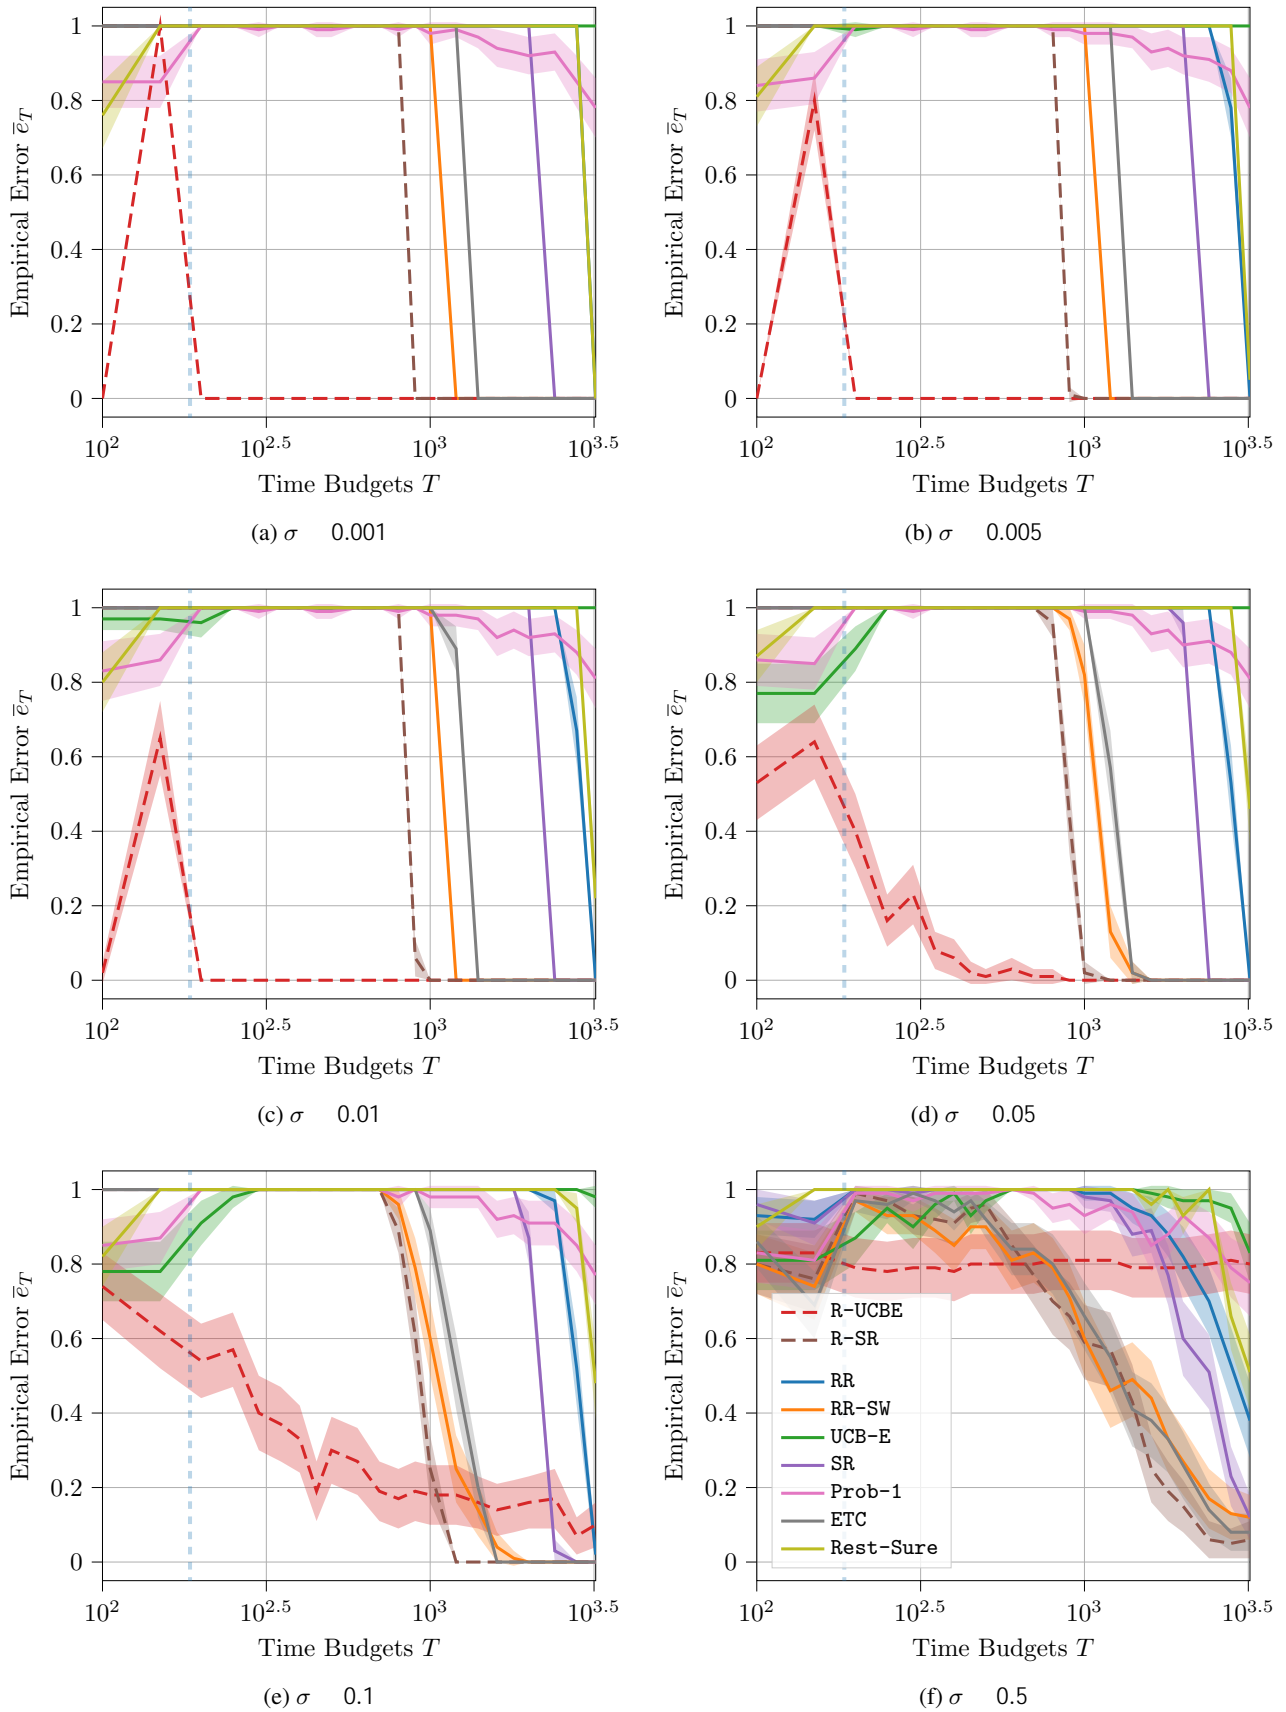 1
0.8
0.6
0.4
0.2
0
Empirical Error ē_T
10^2
10^2.5
10^3
10^3.5
Time Budgets T
(a) σ 0.001
1
0.8
0.6
0.4
0.2
0
Empirical Error ē_T
10^2
10^2.5
10^3
10^3.5
Time Budgets T
(b) σ 0.005
1
0.8
0.6
0.4
0.2
0
Empirical Error ē_T
10^2
10^2.5
10^3
10^3.5
Time Budgets T
(c) σ 0.01
1
0.8
0.6
0.4
0.2
0
Empirical Error ē_T
10^2
10^2.5
10^3
10^3.5
Time Budgets T
(d) σ 0.05
1
0.8
0.6
0.4
0.2
0
Empirical Error ē_T
10^2
10^2.5
10^3
10^3.5
Time Budgets T
(e) σ 0.1
1
0.8
0.6
0.4
0.2
0
Empirical Error ē_T
R-UCBE
R-SR
RR
RR-SW
UCB-E
SR
Prob-1
ETC
Rest-Sure
10^2
10^2.5
10^3
10^3.5
Time Budgets T
(f) σ 0.5